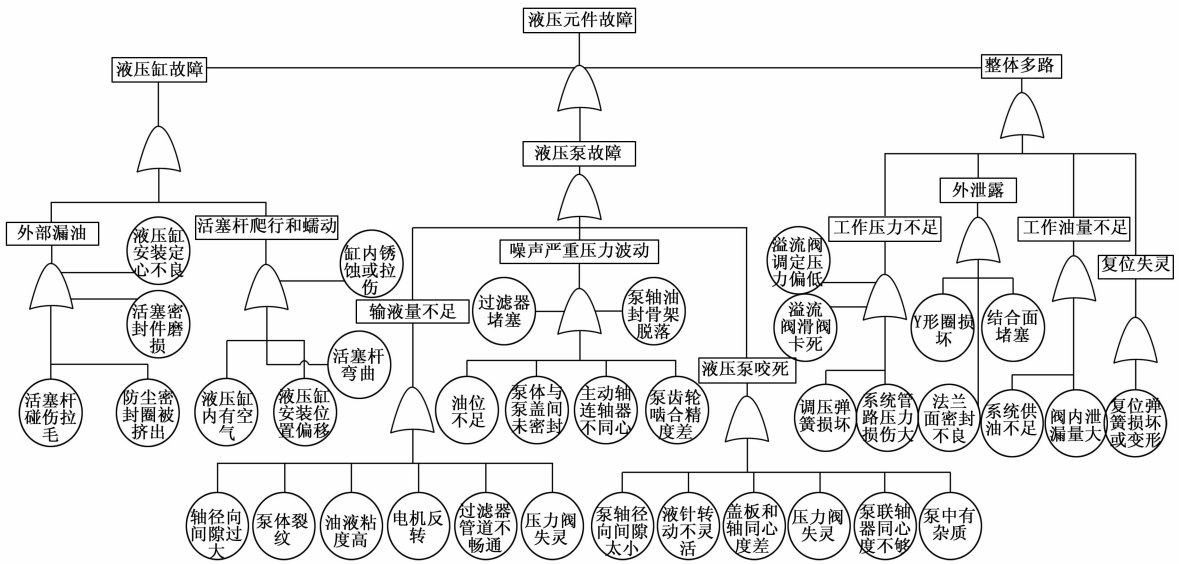 液压元件故障
液压缸故障
整体多路
液压泵故障
外泄露
外部漏油
液压缸
安装定
心不良
活塞杆爬行和蠕动
缸内锈
蚀或拉
伤
噪声严重压力波动
溢流阀
调定压
力偏低
工作压力不足
工作油量不足
复位失灵
活塞密
封件磨
损
输液量不足
过滤器
堵塞
泵轴油
封骨架
脱落
溢流
阀滑阀
卡死
Y形圈损
坏
结合面
堵塞
活塞杆
弯曲
液压泵咬死
活塞杆
碰伤拉
毛
防尘密
封圈被
挤出
液压缸
内有空
气
液压缸
安装位
置偏移
油位
不足
泵体与
泵盖间
未密封
主动轴
连轴器
不同心
泵齿轮
啮合精
度差
调压弹
簧损坏
系统管
路压力
损伤大
法兰
面密封
不良
系统供
油不足
阀内泄
漏量大
复位弹
簧损坏
或变形
轴径向
间隙过
大
泵体裂
纹
油液粘
度高
电机反
转
过滤器
管道不
畅通
压力阀
失灵
泵轴径
向间隙
太小
液针转
动不灵
活
盖板和
轴同心
度差
压力阀
失灵
泵联轴
器同心
度不够
泵中有
杂质